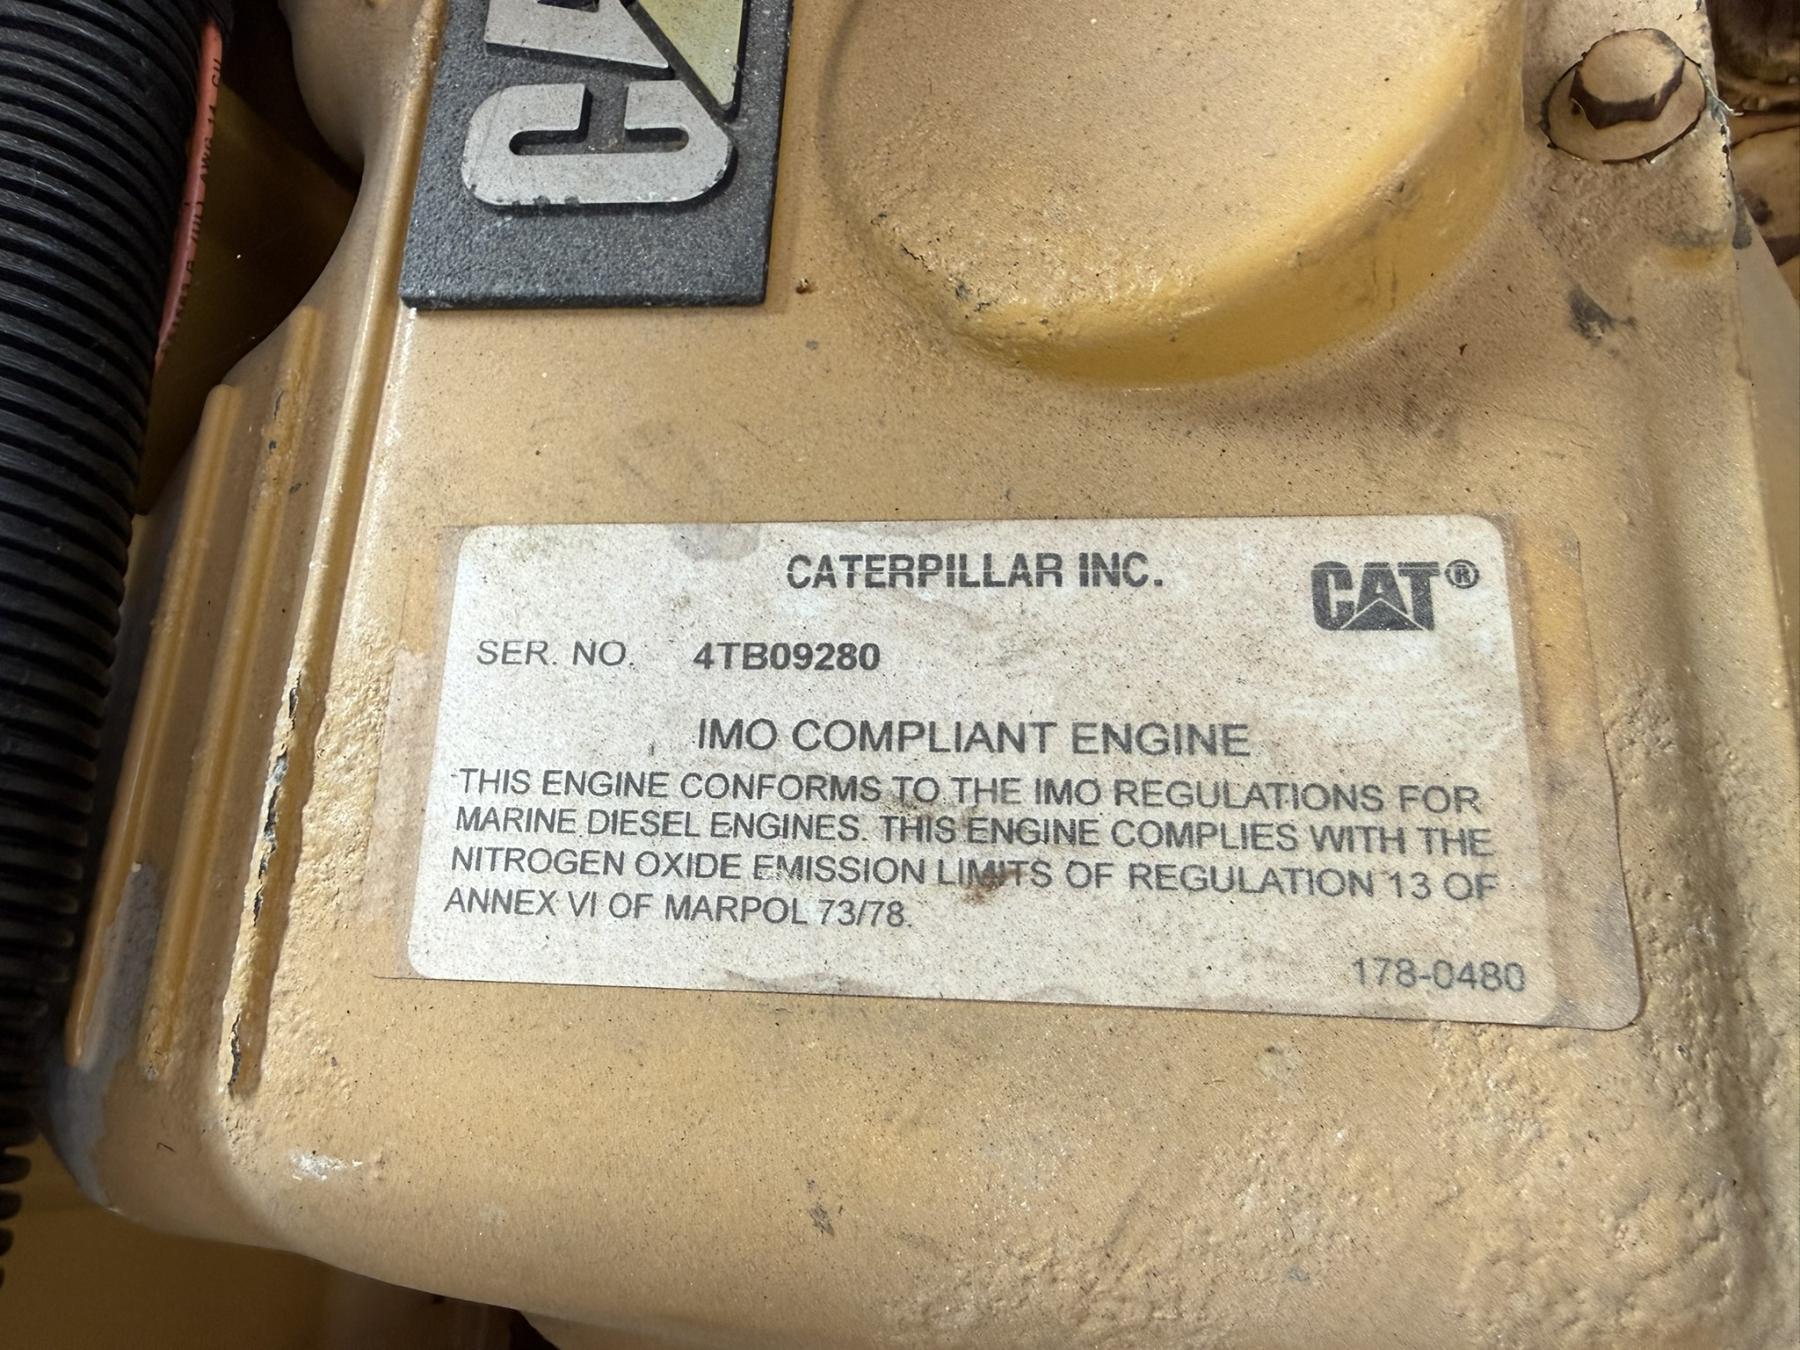 CA
CATERPILLAR INC.
CAT®
SER. NO. 4TB09280
IMO COMPLIANT ENGINE
THIS ENGINE CONFORMS TO THE IMO REGULATIONS FOR
MARINE DIESEL ENGINES. THIS ENGINE COMPLIES WITH THE
NITROGEN OXIDE EMISSION LIMITS OF REGULATION 13 OF
ANNEX VI OF MARPOL 73/78.
178-0480